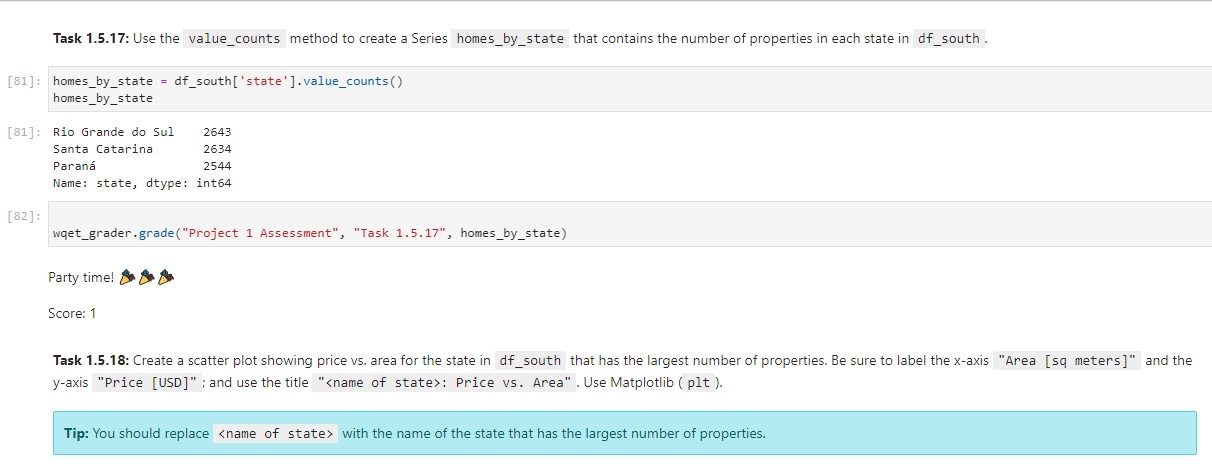 Task 1.5.17: Use the value_counts method to create a Series homes_by_state that contains the number of properties in each state in df_south .
[81]: homes_by_state = df_south['state'].value_counts()
homes_by_state
[81]: Rio Grande do Sul    2643
Santa Catarina       2634
Paraná               2544
Name: state, dtype: int64
[82]:
wqet_grader.grade("Project 1 Assessment", "Task 1.5.17", homes_by_state)
Party time! 🎉🎉🎉
Score: 1
Task 1.5.18: Create a scatter plot showing price vs. area for the state in df_south that has the largest number of properties. Be sure to label the x-axis "Area [sq meters]" and the
y-axis "Price [USD]" ; and use the title "<name of state>: Price vs. Area" . Use Matplotlib ( plt ).
Tip: You should replace <name of state> with the name of the state that has the largest number of properties.